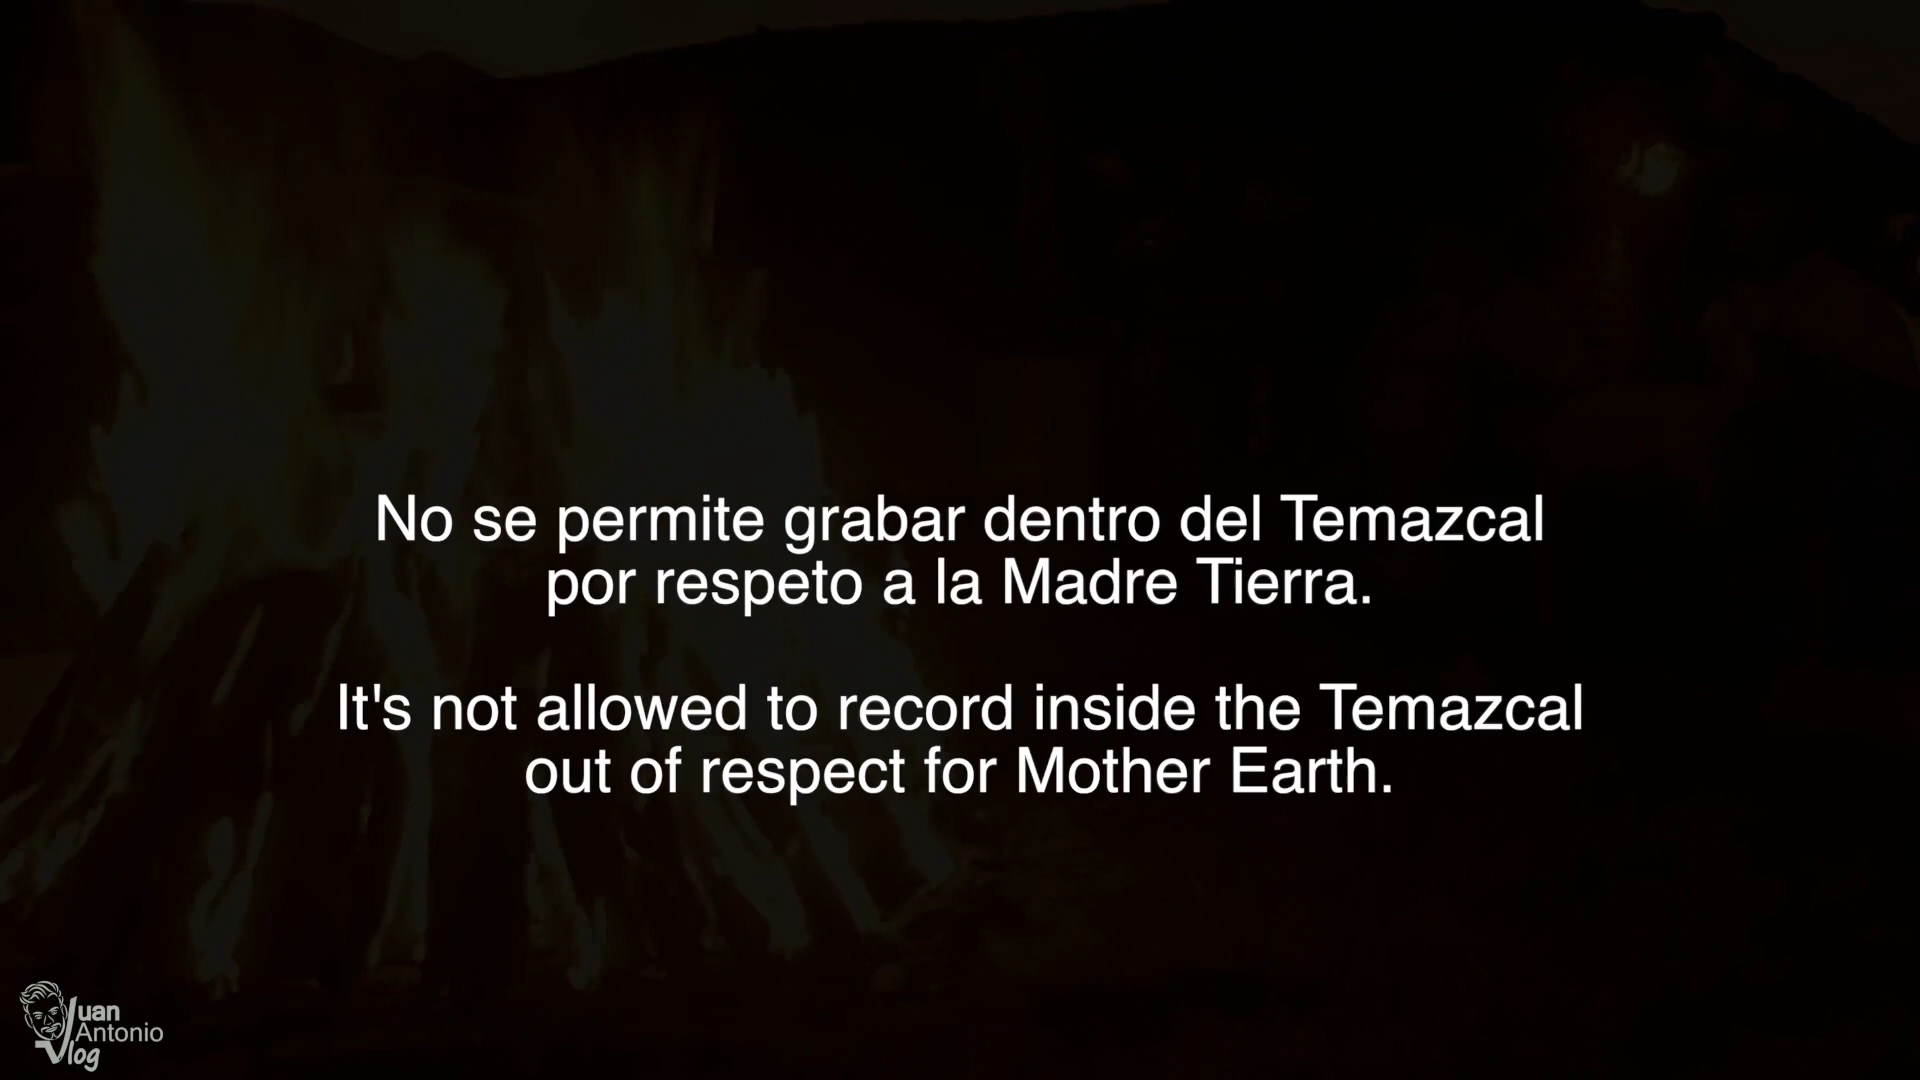 No se permite grabar dentro del Temazcal
por respeto a la Madre Tierra.
It's not allowed to record inside the Temazcal
out of respect for Mother Earth.
Juan
Antonio
Vlog